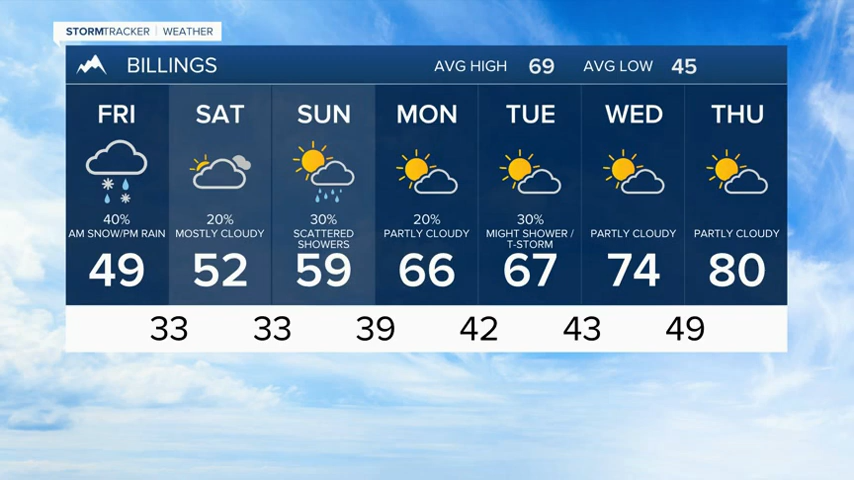 STORMTRACKER | WEATHER
BILLINGS AVG HIGH 69 AVG LOW 45
FRI SAT SUN MON TUE WED THU
40% 20% 30% 20% 30%
AM SNOW/PM RAIN MOSTLY CLOUDY SCATTERED SHOWERS PARTLY CLOUDY MIGHT SHOWER / T-STORM PARTLY CLOUDY PARTLY CLOUDY
49 52 59 66 67 74 80
33 33 39 42 43 49